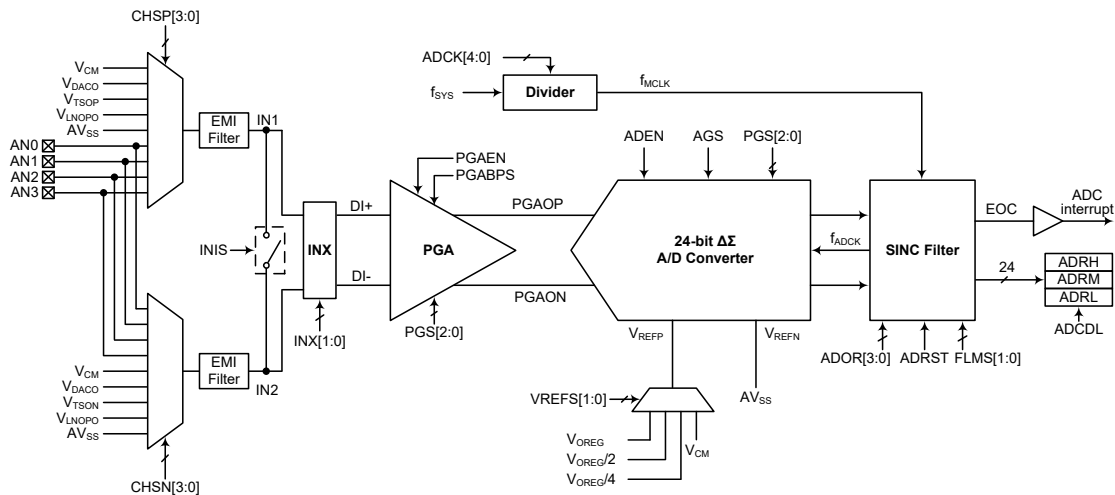 CHSP[3:0]
VCM
VDACO
VTSOP
VLNOPO
AVSS
AN0
AN1
AN2
AN3
EMI
Filter
IN1
INIS
INX
INX[1:0]
DI+
DI-
VCM
VDACO
VTSON
VLNOPO
AVSS
EMI
Filter
IN2
CHSN[3:0]
PGAEN
PGABPS
PGA
PGS[2:0]
PGAOP
PGAON
ADCK[4:0]
fSYS
Divider
fMCLK
ADEN
AGS
PGS[2:0]
24-bit ΔΣ
A/D Converter
VREFP
VREFN
VREFS[1:0]
AVSS
VOREG
VOREG/2
VOREG/4
VCM
fADCK
SINC Filter
ADOR[3:0]
ADRST
FLMS[1:0]
EOC
ADC
interrupt
24
ADRH
ADRM
ADRL
ADCDL